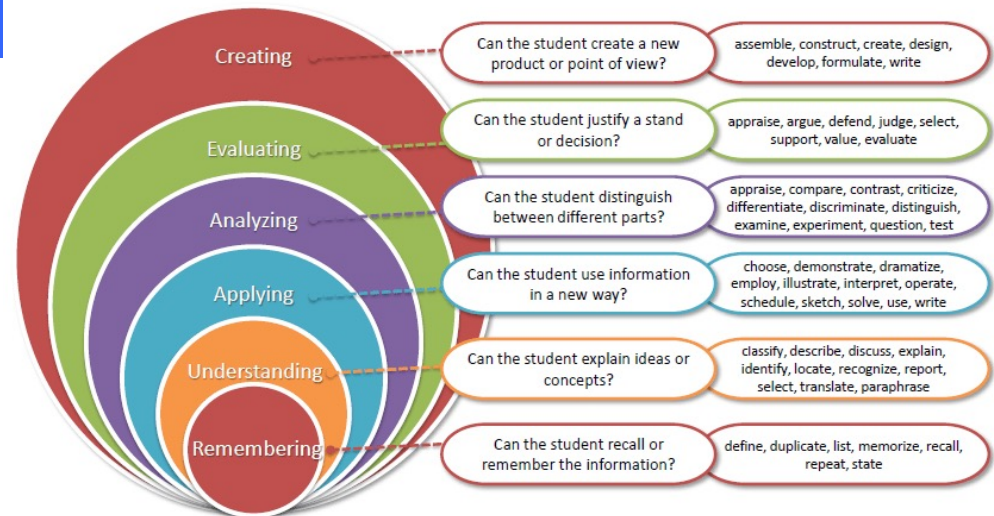 Creating
Can the student create a new
product or point of view?
assemble, construct, create, design,
develop, formulate, write
Evaluating
Can the student justify a stand
or decision?
appraise, argue, defend, judge, select,
support, value, evaluate
Analyzing
Can the student distinguish
between different parts?
appraise, compare, contrast, criticize,
differentiate, discriminate, distinguish,
examine, experiment, question, test
Applying
Can the student use information
in a new way?
choose, demonstrate, dramatize,
employ, illustrate, interpret, operate,
schedule, sketch, solve, use, write
Understanding
Can the student explain ideas or
concepts?
classify, describe, discuss, explain,
identify, locate, recognize, report,
select, translate, paraphrase
Remembering
Can the student recall or
remember the information?
define, duplicate, list, memorize, recall,
repeat, state